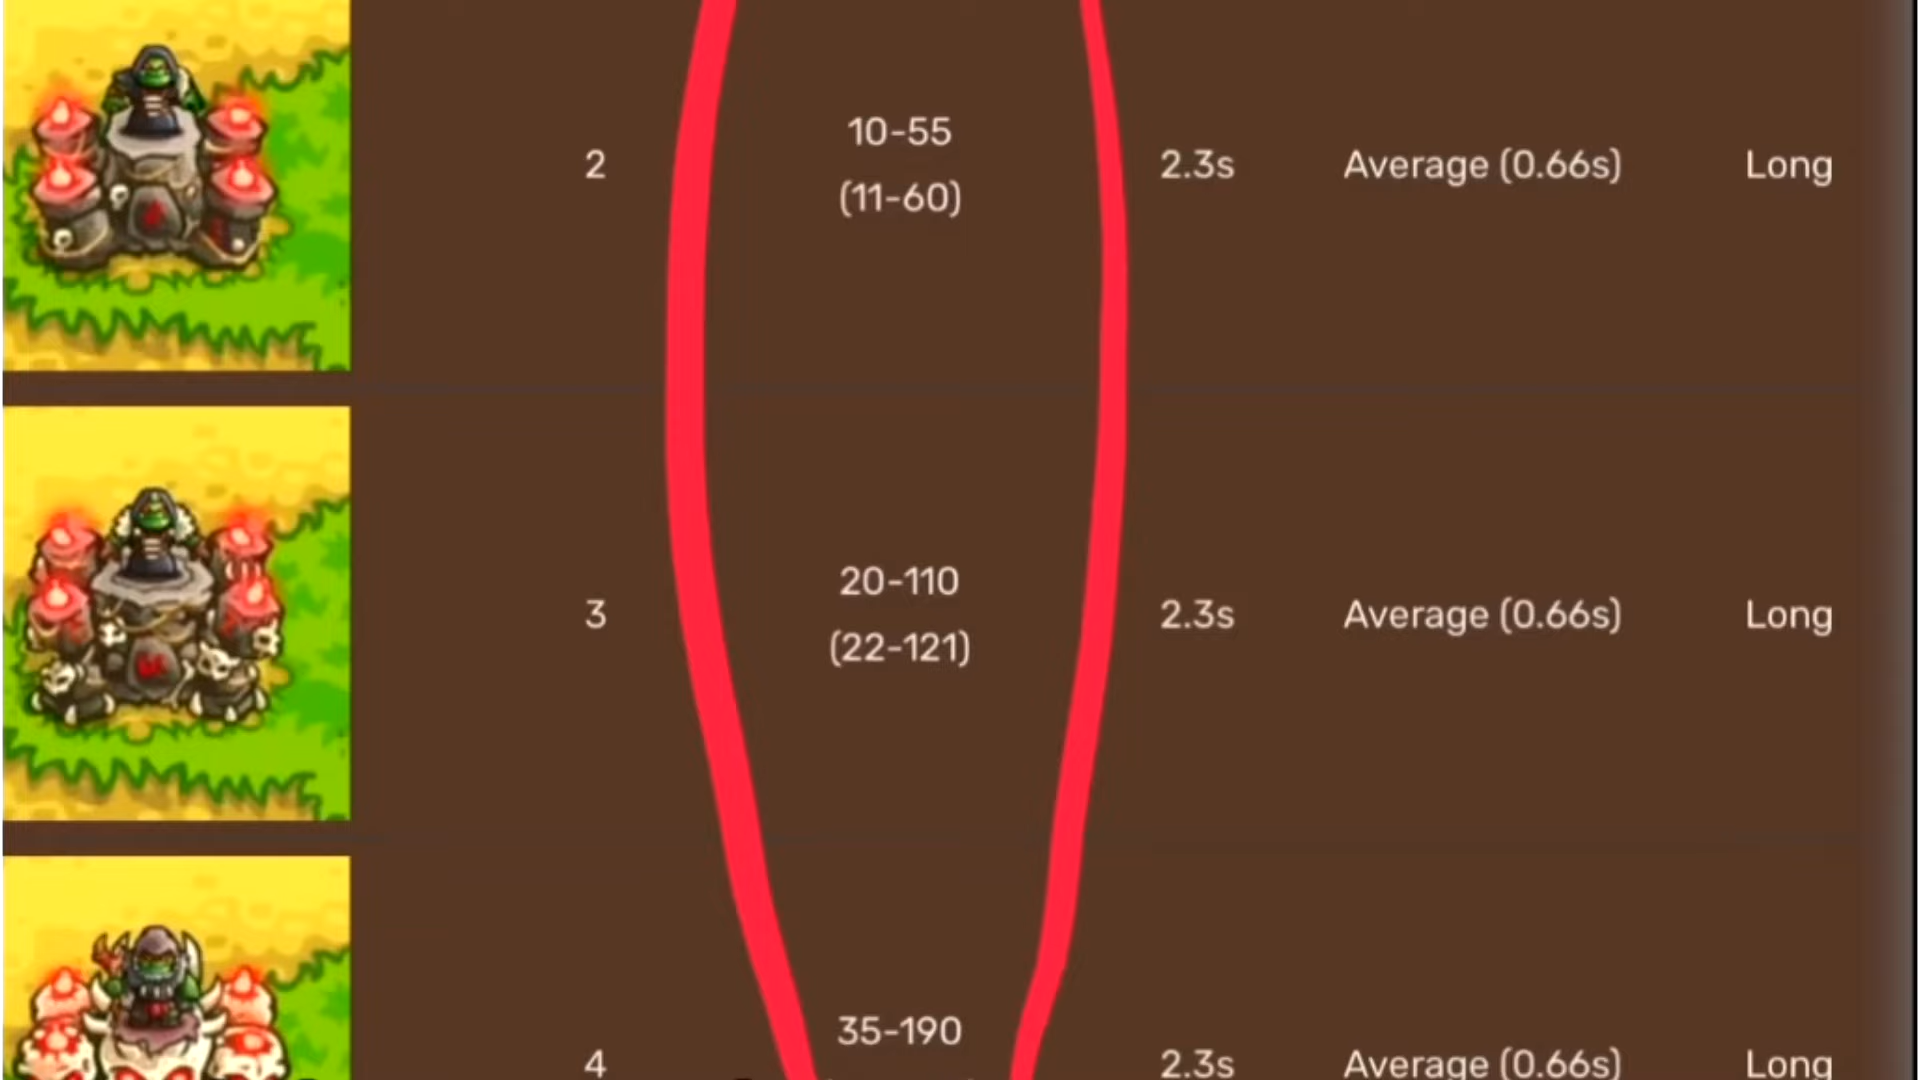 10-55
2 2.3s Average (0.66s) Long
(11-60)
20-110
3 2.3s Average (0.66s) Long
(22-121)
35-190
4 2.3s Average (0.66s) Long